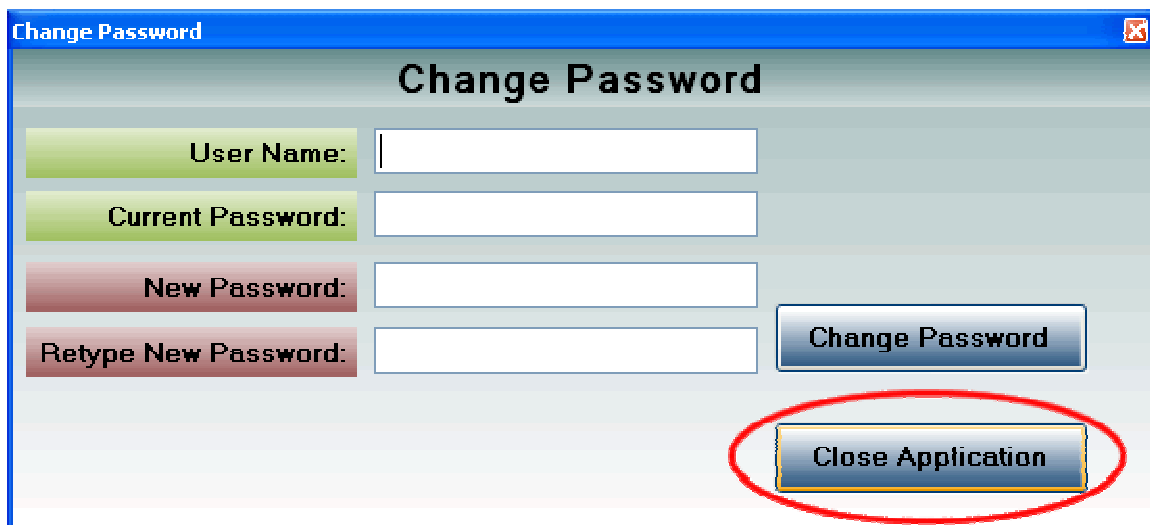 Change Password
Change Password
User Name:
Current Password:
New Password:
Retype New Password:
Change Password
Close Application